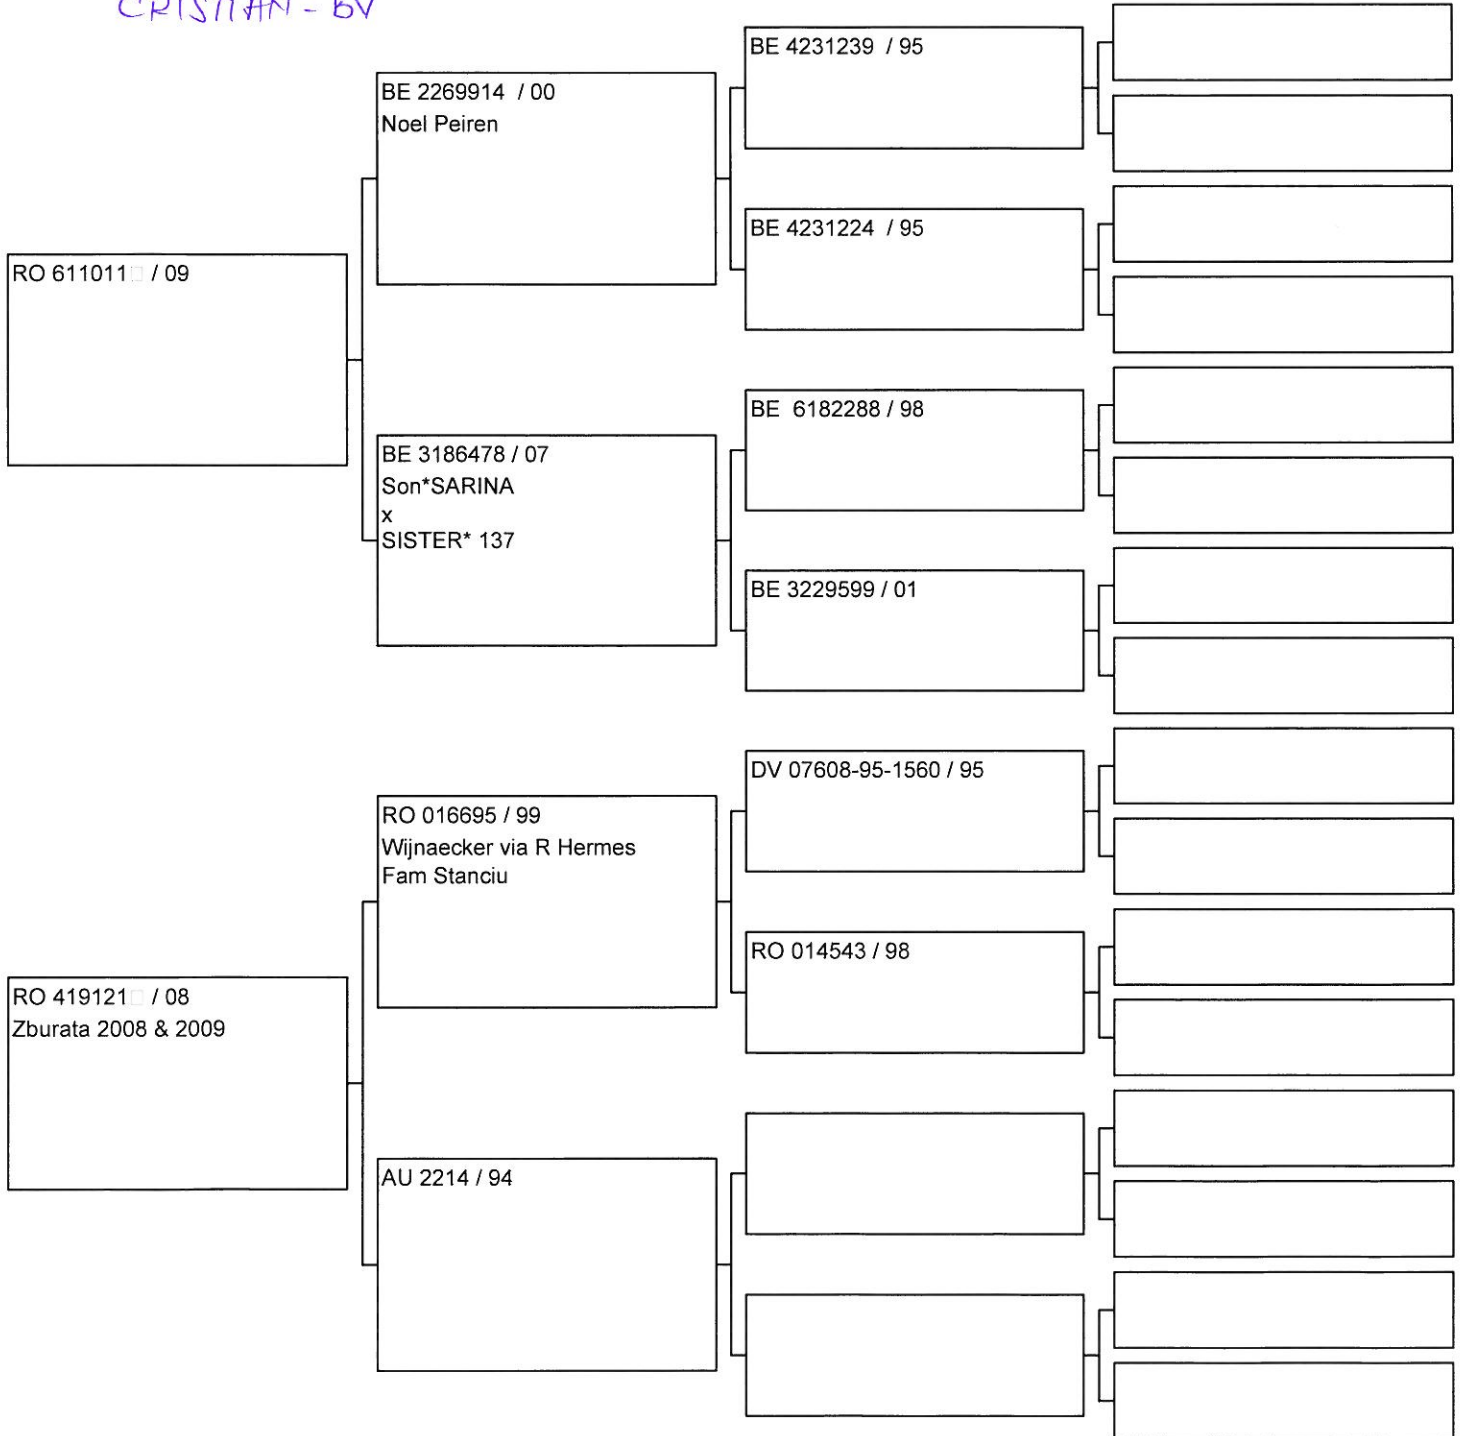 CRISTIAN - BV
BE 4231239 / 95
BE 2269914 / 00
Noel Peiren
BE 4231224 / 95
RO 611011 / 09
BE 6182288 / 98
BE 3186478 / 07
Son*SARINA
x
SISTER* 137
BE 3229599 / 01
DV 07608-95-1560 / 95
RO 016695 / 99
Wijnaecker via R Hermes
Fam Stanciu
RO 014543 / 98
RO 419121 / 08
Zburata 2008 & 2009
AU 2214 / 94